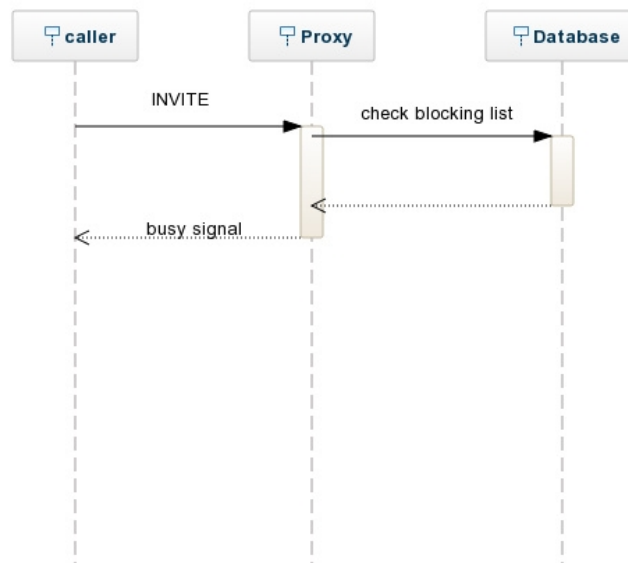 caller
Proxy
Database
INVITE
check blocking list
busy signal